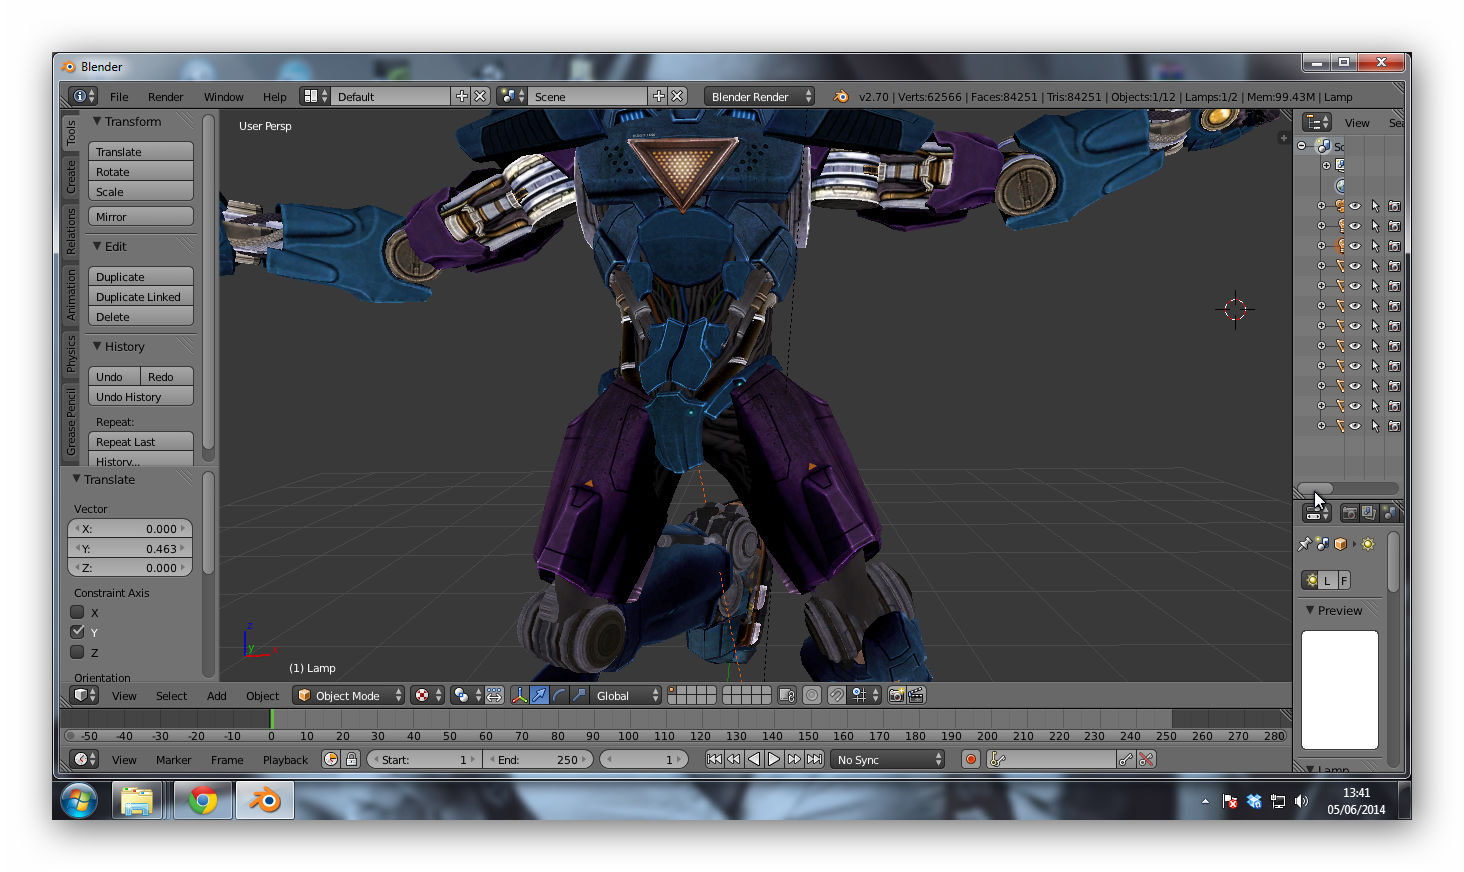 Blender
File Render Window Help Default Scene Blender Render v2.70 | Verts:62566 | Faces:84251 | Tris:84251 | Objects:1/12 | Lamps:1/2 | Mem:99.43M | Lamp
Tools
Create
Relations
Animation
Physics
Grease Pencil
Transform
Translate
Rotate
Scale
Mirror
Edit
Duplicate
Duplicate Linked
Delete
History
Undo Redo
Undo History
Repeat:
Repeat Last
History...
Translate
Vector
X: 0.000
Y: 0.463
Z: 0.000
Constraint Axis
X
Y
Z
Orientation
User Persp
z
y x
(1) Lamp
View Se
Sc
L F
Preview
Lamp
View Select Add Object Object Mode Global
-50 -40 -30 -20 -10 0 10 20 30 40 50 60 70 80 90 100 110 120 130 140 150 160 170 180 190 200 210 220 230 240 250 260 270 280
View Marker Frame Playback Start: 1 End: 250 1 No Sync
13:41
05/06/2014